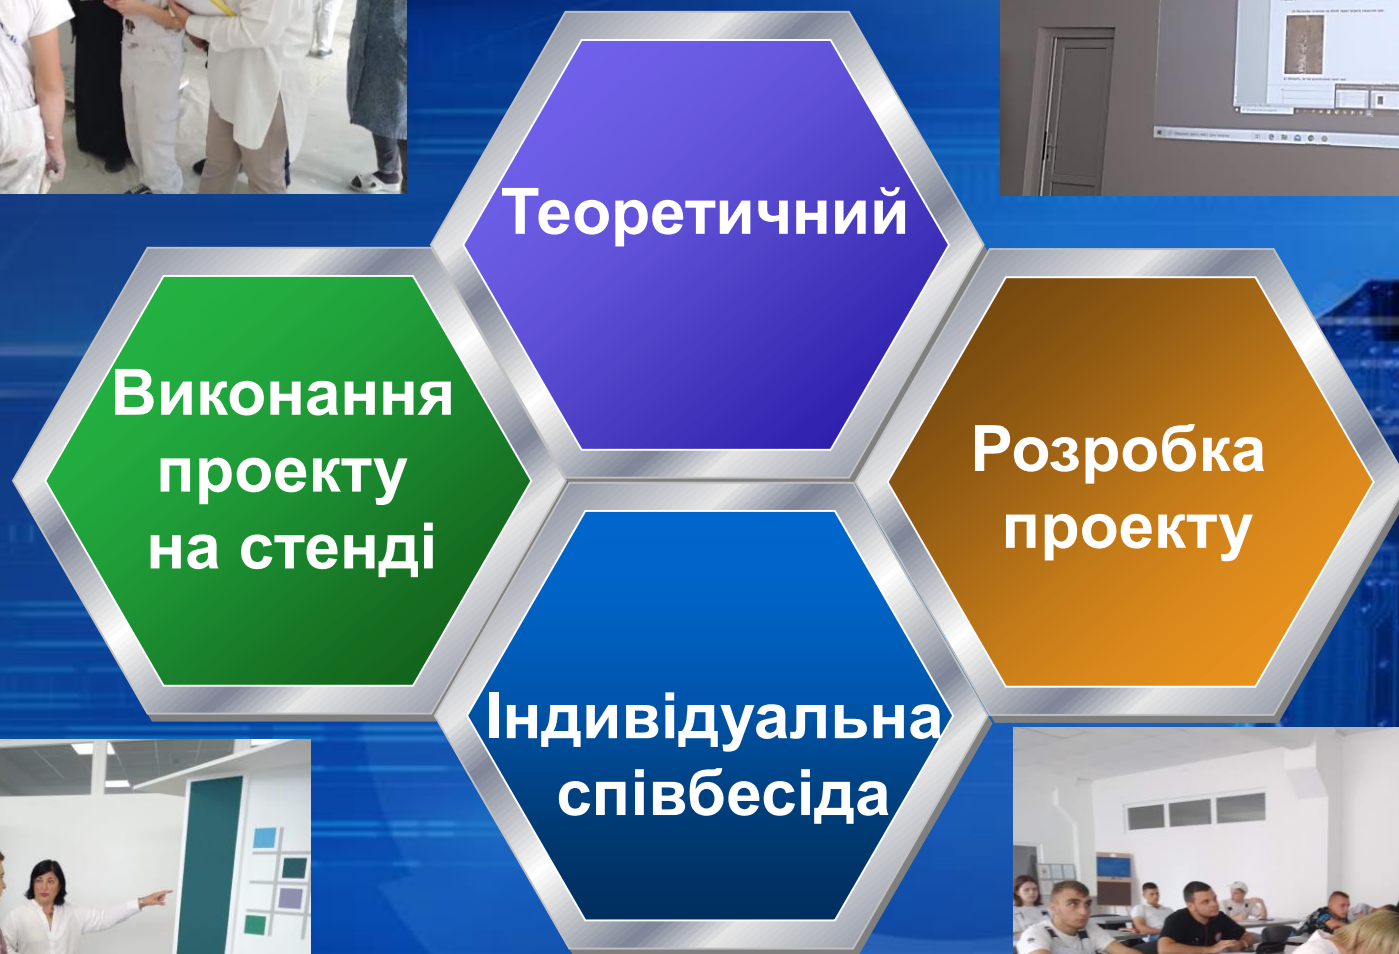 Теоретичний
Виконання
проекту
на стенді
Розробка
проекту
Індивідуальна
співбесіда